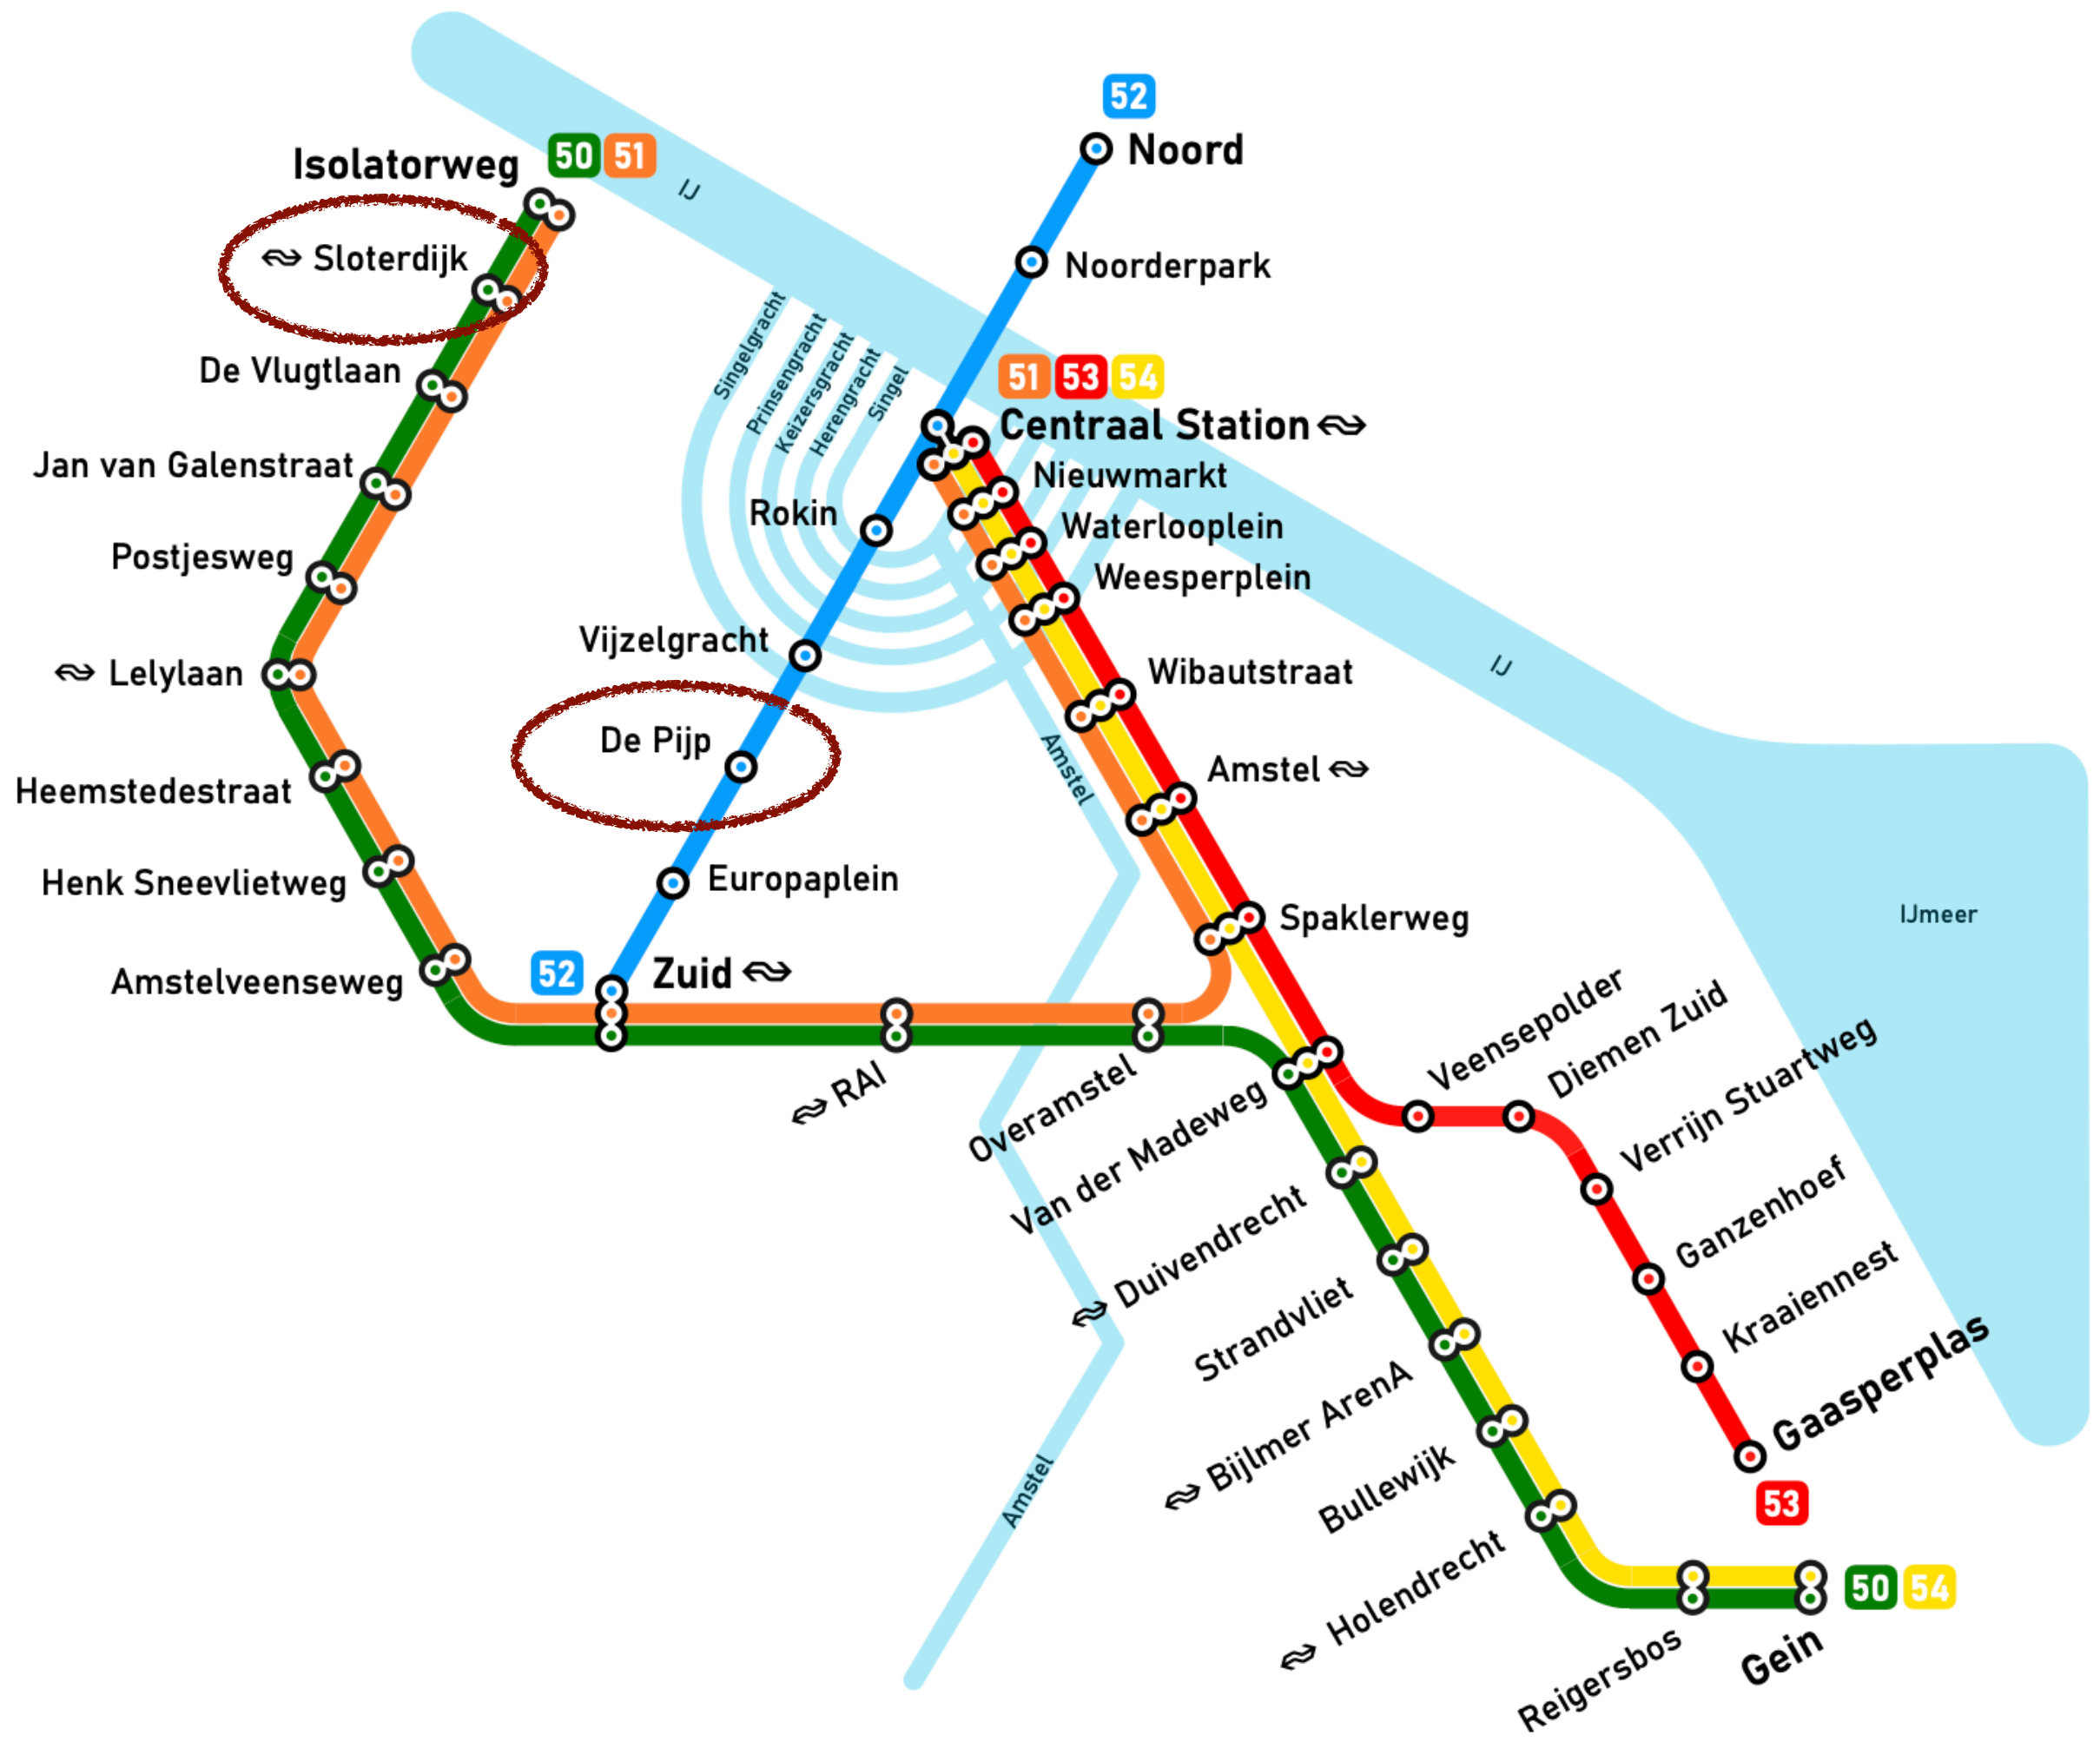 52
Noord
Isolatorweg
50 51
IJ
Sloterdijk
Noorderpark
De Vlugtlaan
Singelgracht
Prinsengracht
Keizersgracht
Herengracht
Singel
51 53 54
Centraal Station
Jan van Galenstraat
Nieuwmarkt
Rokin
Waterlooplein
Postjesweg
Weesperplein
Vijzelgracht
Lelylaan
Wibautstraat
IJ
De Pijp
Amstel
Amstel
Heemstedestraat
Henk Sneevlietweg
Europaplein
Spaklerweg
IJmeer
Amstelveenseweg
52
Zuid
RAI
Overamstel
Van der Madeweg
Veensepolder
Diemen Zuid
Verrijn Stuartweg
Ganzenhoef
Kraaiennest
Gaasperplas
53
Duivendrecht
Strandvliet
Bijlmer ArenA
Bullewijk
Holendrecht
Reigersbos
Gein
50 54
Amstel